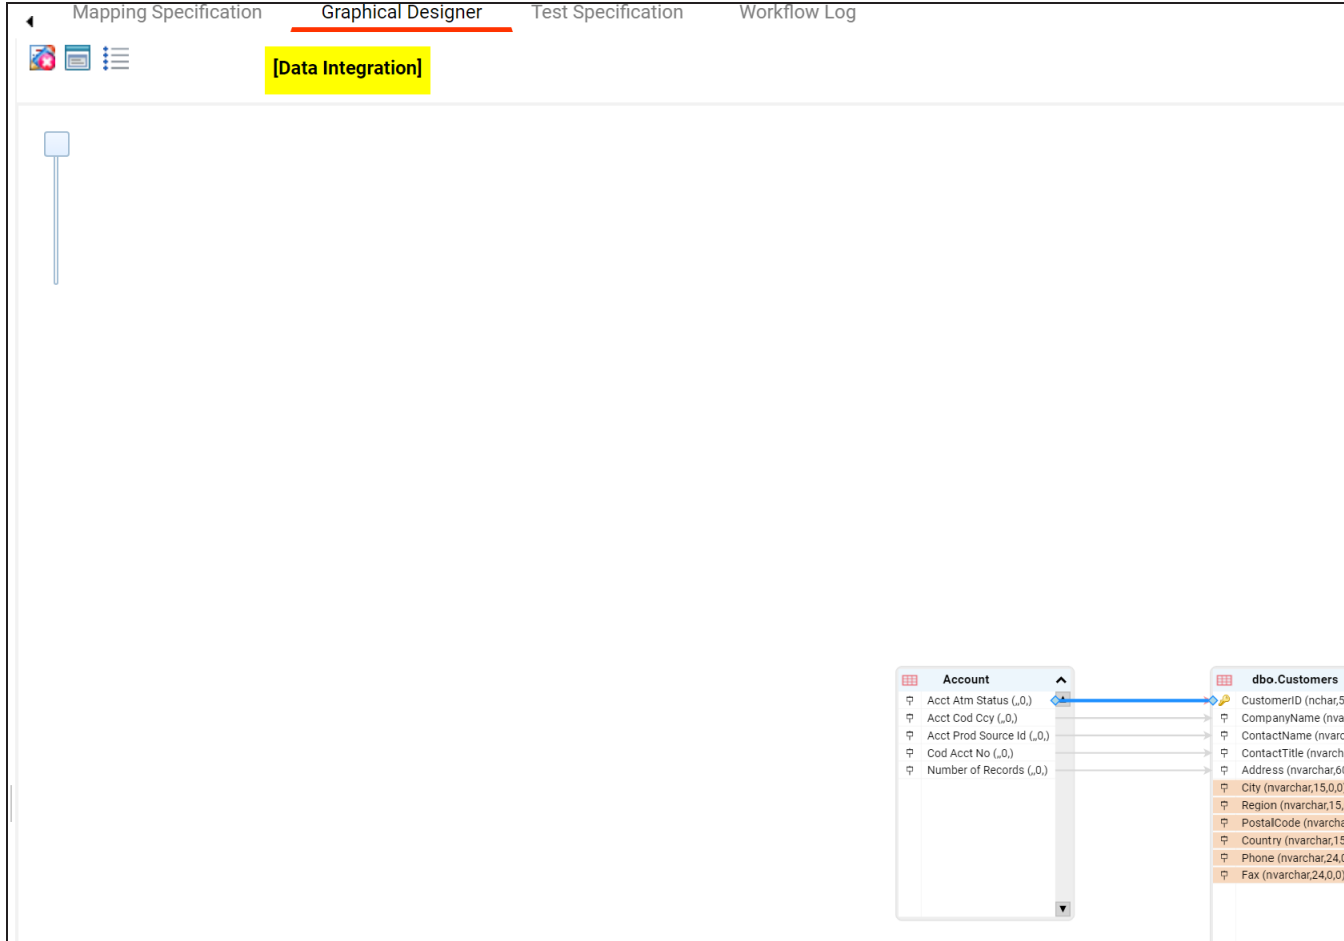 Mapping Specification Graphical Designer Test Specification Workflow Log
[Data Integration]
Account
Acct Atm Status (,,0,)
Acct Cod Ccy (,,0,)
Acct Prod Source Id (,,0,)
Cod Acct No (,,0,)
Number of Records (,,0,)
dbo.Customers
CustomerID (nchar,5
CompanyName (nva
ContactName (nvarc
ContactTitle (nvarch
Address (nvarchar,60
City (nvarchar,15,0,0)
Region (nvarchar,15,
PostalCode (nvarcha
Country (nvarchar,15
Phone (nvarchar,24,0
Fax (nvarchar,24,0,0)